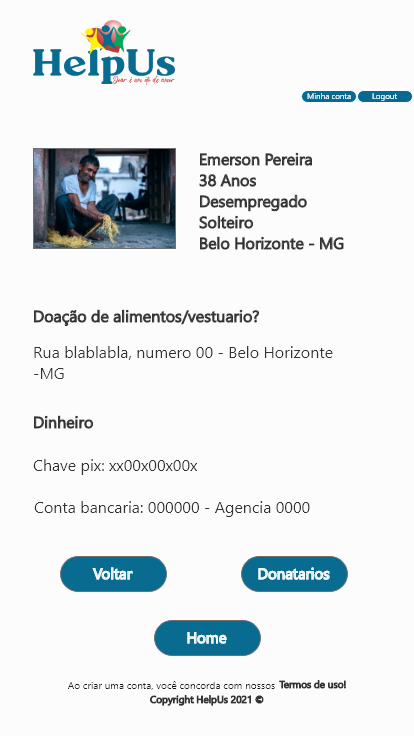 HelpUs
Doar é um ato de amor
Minha conta
Logout
Emerson Pereira
38 Anos
Desempregado
Solteiro
Belo Horizonte - MG
Doação de alimentos/vestuario?
Rua blablabla, numero 00 - Belo Horizonte
-MG
Dinheiro
Chave pix: xx00x00x00x
Conta bancaria: 000000 - Agencia 0000
Voltar
Donatarios
Home
Ao criar uma conta, você concorda com nossos Termos de uso!
Copyright HelpUs 2021 ©